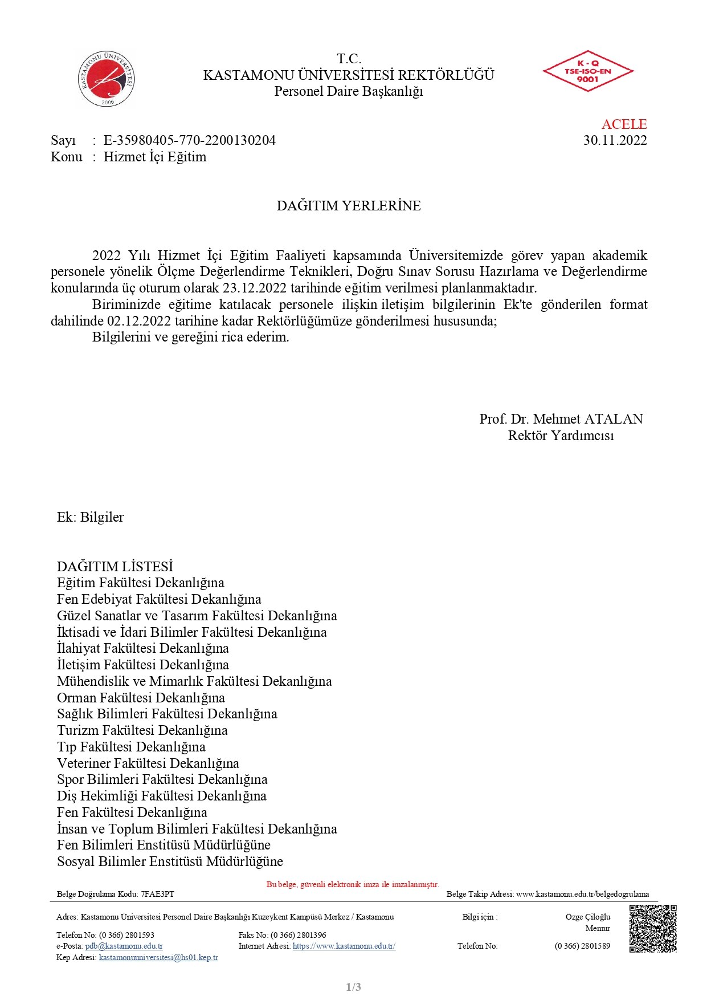 KASTAMONU ÜNİVERSİTESİ
2006
T.C.
KASTAMONU ÜNİVERSİTESİ REKTÖRLÜĞÜ
Personel Daire Başkanlığı
K - Q
TSE-ISO-EN
9001
ACELE
Sayı : E-35980405-770-2200130204 30.11.2022
Konu : Hizmet İçi Eğitim
DAĞITIM YERLERİNE
2022 Yılı Hizmet İçi Eğitim Faaliyeti kapsamında Üniversitemizde görev yapan akademik
personele yönelik Ölçme Değerlendirme Teknikleri, Doğru Sınav Sorusu Hazırlama ve Değerlendirme
konularında üç oturum olarak 23.12.2022 tarihinde eğitim verilmesi planlanmaktadır.
Biriminizde eğitime katılacak personele ilişkin iletişim bilgilerinin Ek'te gönderilen format
dahilinde 02.12.2022 tarihine kadar Rektörlüğümüze gönderilmesi hususunda;
Bilgilerini ve gereğini rica ederim.
Prof. Dr. Mehmet ATALAN
Rektör Yardımcısı
Ek: Bilgiler
DAĞITIM LİSTESİ
Eğitim Fakültesi Dekanlığına
Fen Edebiyat Fakültesi Dekanlığına
Güzel Sanatlar ve Tasarım Fakültesi Dekanlığına
İktisadi ve İdari Bilimler Fakültesi Dekanlığına
İlahiyat Fakültesi Dekanlığına
İletişim Fakültesi Dekanlığına
Mühendislik ve Mimarlık Fakültesi Dekanlığına
Orman Fakültesi Dekanlığına
Sağlık Bilimleri Fakültesi Dekanlığına
Turizm Fakültesi Dekanlığına
Tıp Fakültesi Dekanlığına
Veteriner Fakültesi Dekanlığına
Spor Bilimleri Fakültesi Dekanlığına
Diş Hekimliği Fakültesi Dekanlığına
Fen Fakültesi Dekanlığına
İnsan ve Toplum Bilimleri Fakültesi Dekanlığına
Fen Bilimleri Enstitüsü Müdürlüğüne
Sosyal Bilimler Enstitüsü Müdürlüğüne
Bu belge, güvenli elektronik imza ile imzalanmıştır.
Belge Doğrulama Kodu: 7FAE3PT Belge Takip Adresi: www.kastamonu.edu.tr/belgedogrulama
Adres: Kastamonu Üniversitesi Personel Daire Başkanlığı Kuzeykent Kampüsü Merkez / Kastamonu Bilgi için : Özge Çiloğlu
Memur
Telefon No: (0 366) 2801593 Faks No: (0 366) 2801396
e-Posta: pdb@kastamonu.edu.tr İnternet Adresi: https://www.kastamonu.edu.tr/ Telefon No: (0 366) 2801589
Kep Adresi: kastamonuuniversitesi@hs01.kep.tr
1/3